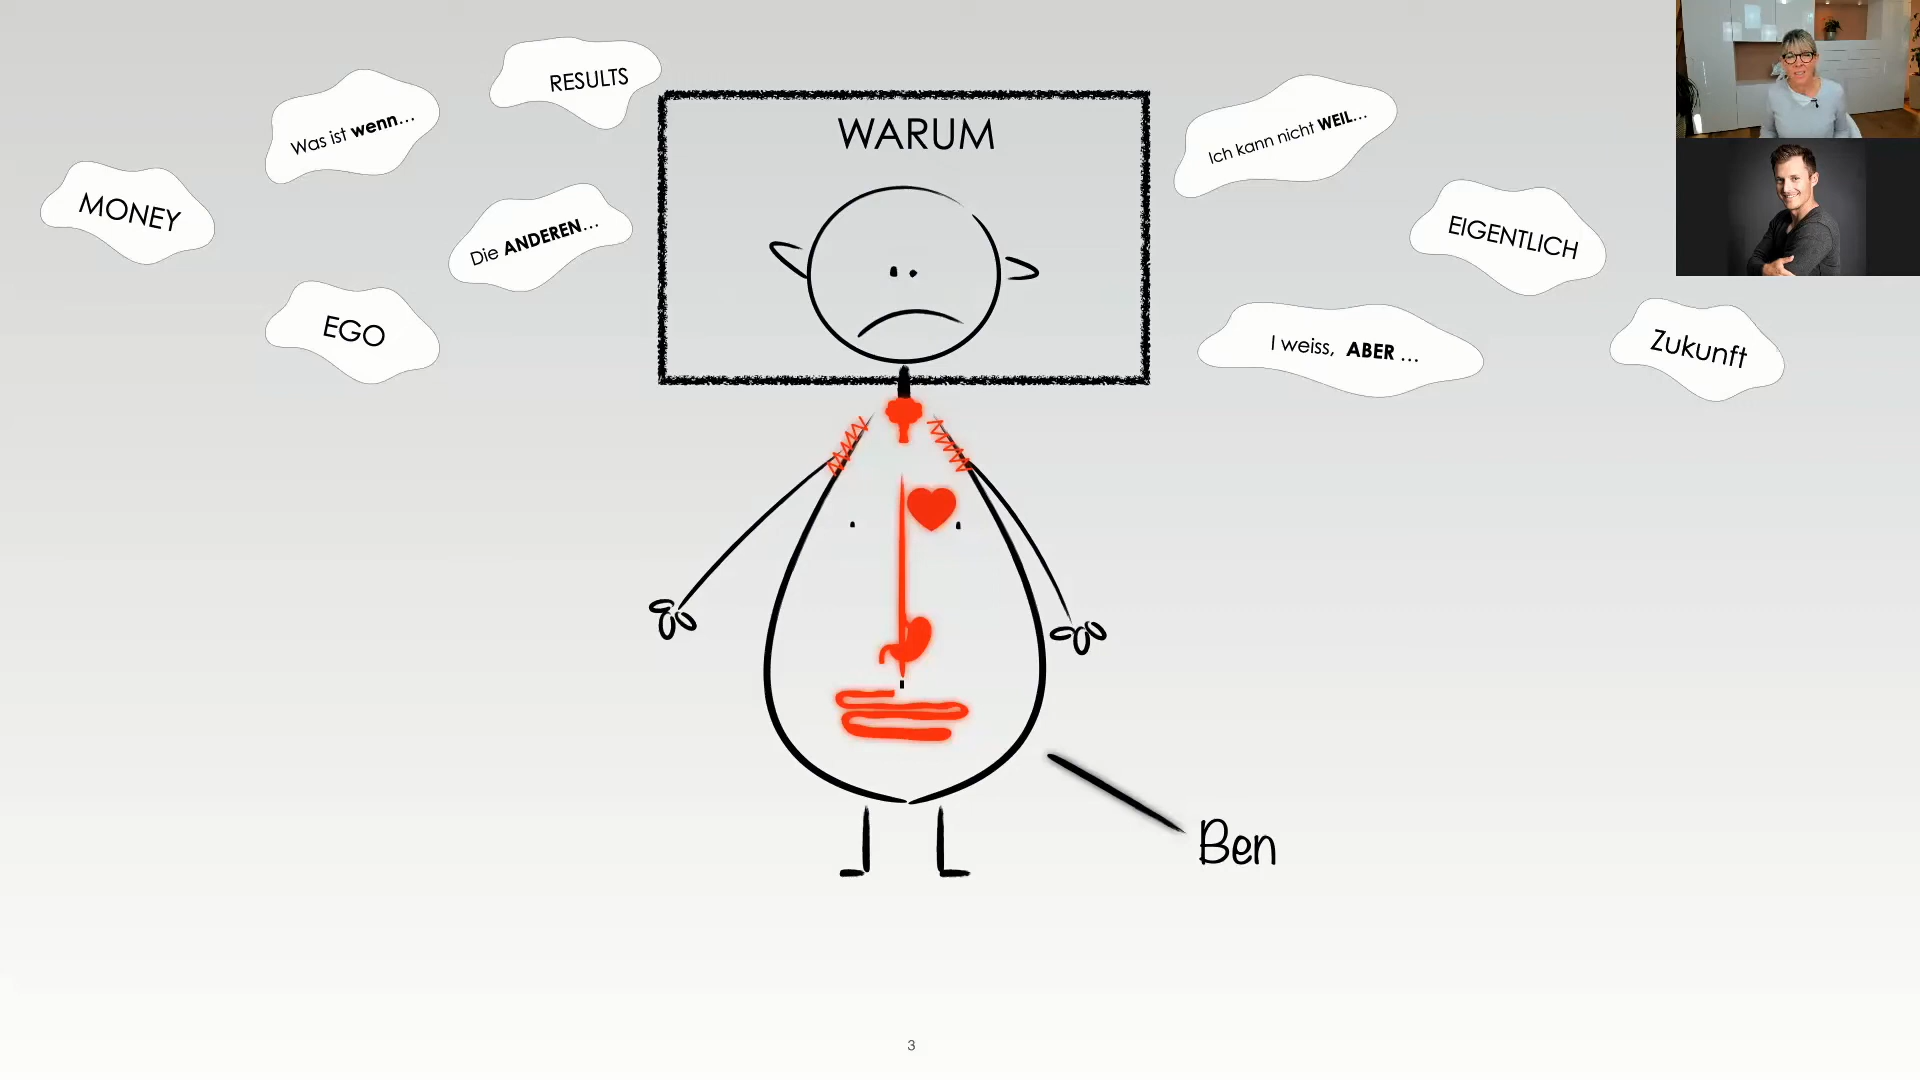 RESULTS
Was ist wenn...
WARUM
Ich kann nicht WEIL...
MONEY
Die ANDEREN...
EIGENTLICH
EGO
I weiss, ABER ...
Zukunft
Ben
3